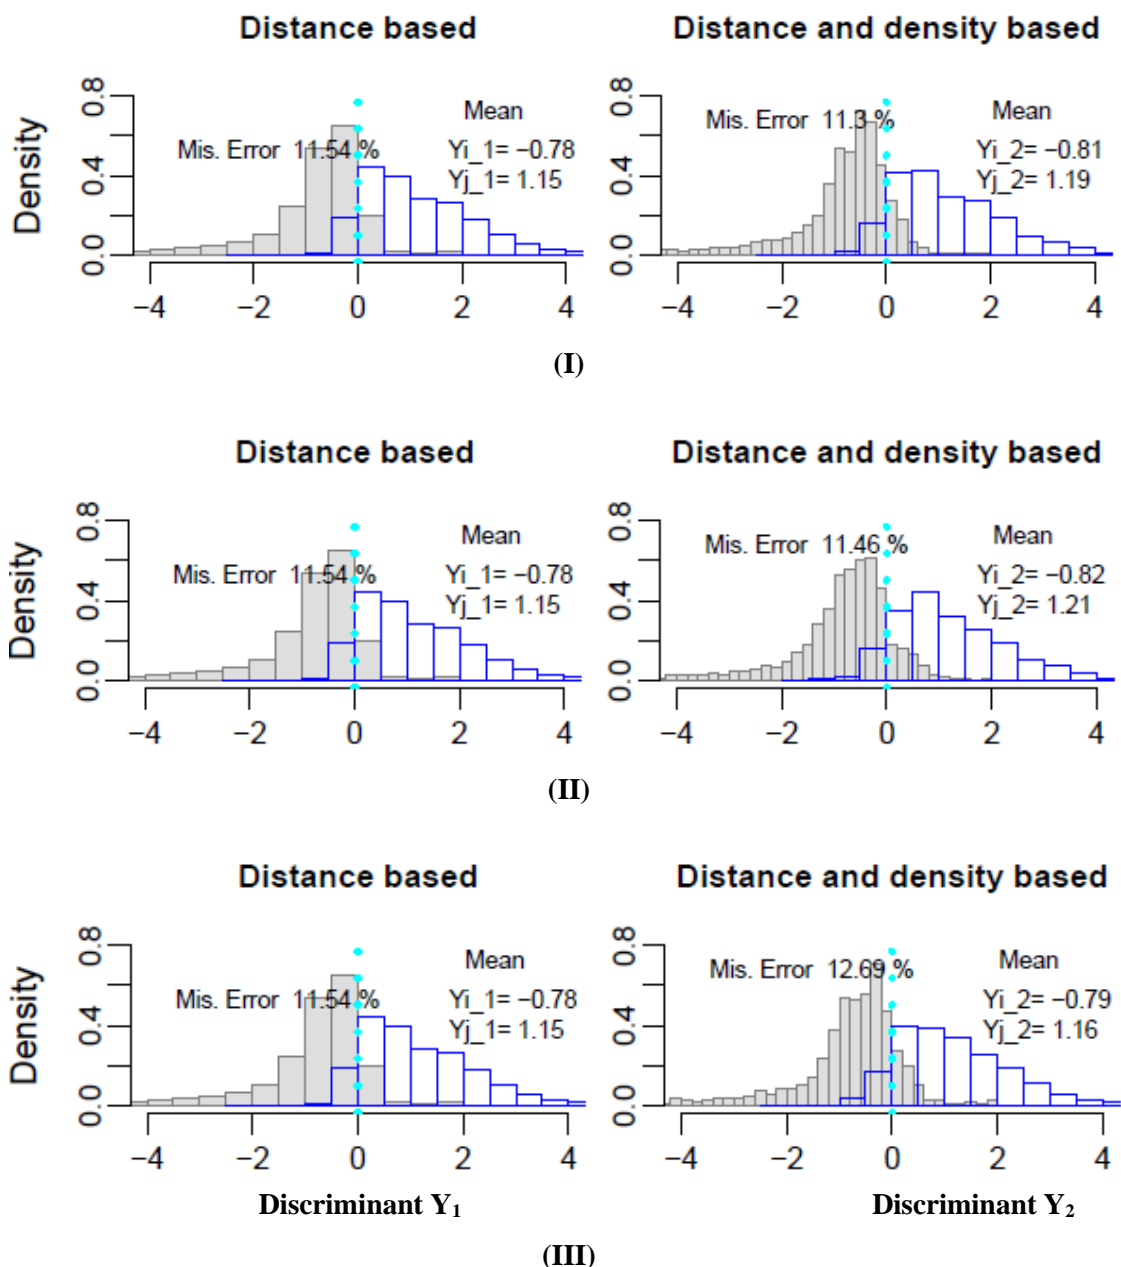 Distance based
Distance and density based
Density
0.0 0.4 0.8
Mis. Error 11.54 %
Mean
Yi_1= −0.78
Yj_1= 1.15
−4 −2 0 2 4
Mis. Error 11.3 %
Mean
Yi_2= −0.81
Yj_2= 1.19
0.0 0.4 0.8
−4 −2 0 2 4
(I)
Distance based
Distance and density based
Density
0.0 0.4 0.8
Mis. Error 11.54 %
Mean
Yi_1= −0.78
Yj_1= 1.15
−4 −2 0 2 4
Mis. Error 11.46 %
Mean
Yi_2= −0.82
Yj_2= 1.21
0.0 0.4 0.8
−4 −2 0 2 4
(II)
Distance based
Distance and density based
Density
0.0 0.4 0.8
Mis. Error 11.54 %
Mean
Yi_1= −0.78
Yj_1= 1.15
−4 −2 0 2 4
Mis. Error 12.69 %
Mean
Yi_2= −0.79
Yj_2= 1.16
0.0 0.4 0.8
−4 −2 0 2 4
Discriminant Y₁
Discriminant Y₂
(III)